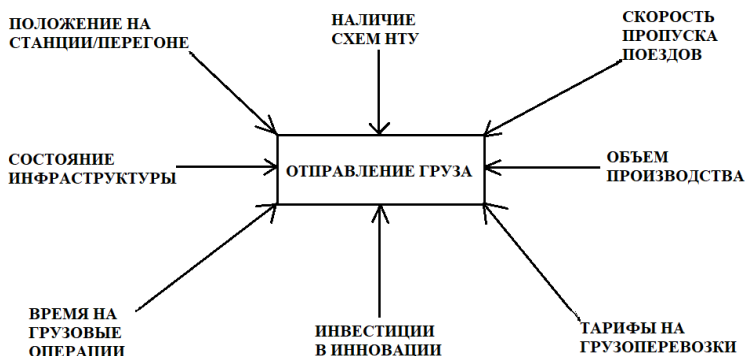 ПОЛОЖЕНИЕ НА
СТАНЦИИ/ПЕРЕГОНЕ
НАЛИЧИЕ
СХЕМ НТУ
СКОРОСТЬ
ПРОПУСКА
ПОЕЗДОВ
СОСТОЯНИЕ
ИНФРАСТРУКТУРЫ
ОТПРАВЛЕНИЕ ГРУЗА
ОБЪЕМ
ПРОИЗВОДСТВА
ВРЕМЯ НА
ГРУЗОВЫЕ
ОПЕРАЦИИ
ИНВЕСТИЦИИ
В ИННОВАЦИИ
ТАРИФЫ НА
ГРУЗОПЕРЕВОЗКИ